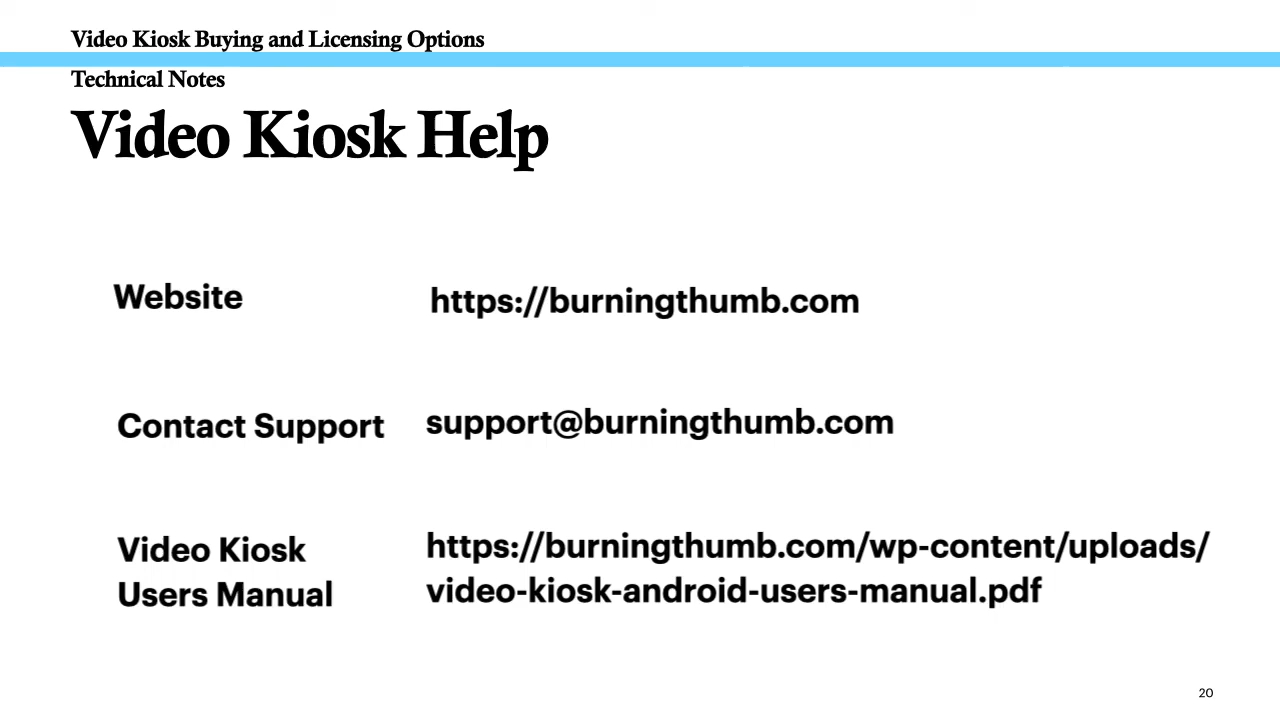 Video Kiosk Buying and Licensing Options
Technical Notes
Video Kiosk Help
Website
https://burningthumb.com
Contact Support
support@burningthumb.com
Video Kiosk
Users Manual
https://burningthumb.com/wp-content/uploads/
video-kiosk-android-users-manual.pdf
20